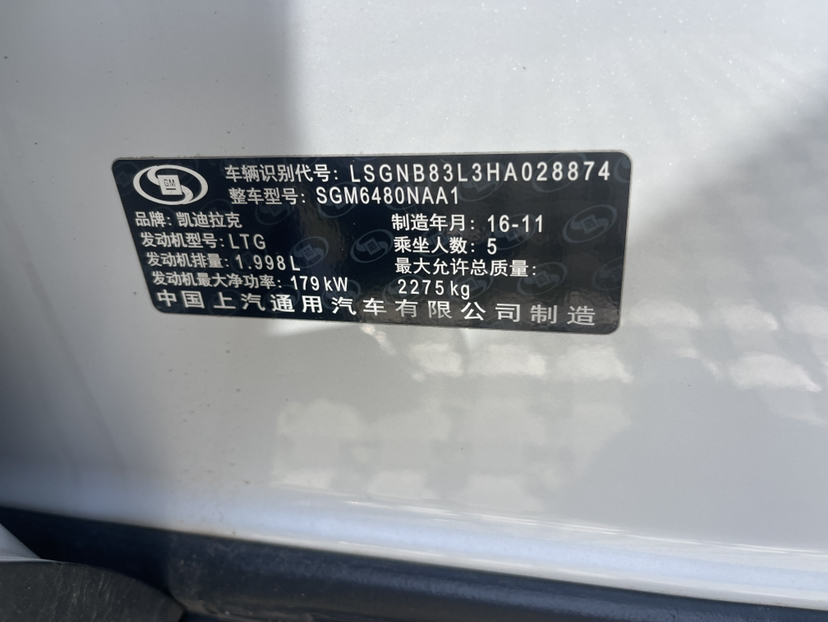 GM
车辆识别代号: LSGNB83L3HA028874
整车型号: SGM6480NAA1
品牌: 凯迪拉克 制造年月: 16-11
发动机型号: LTG 乘坐人数: 5
发动机排量: 1.998L 最大允许总质量:
发动机最大净功率: 179kW 2275kg
中国上汽通用汽车有限公司制造